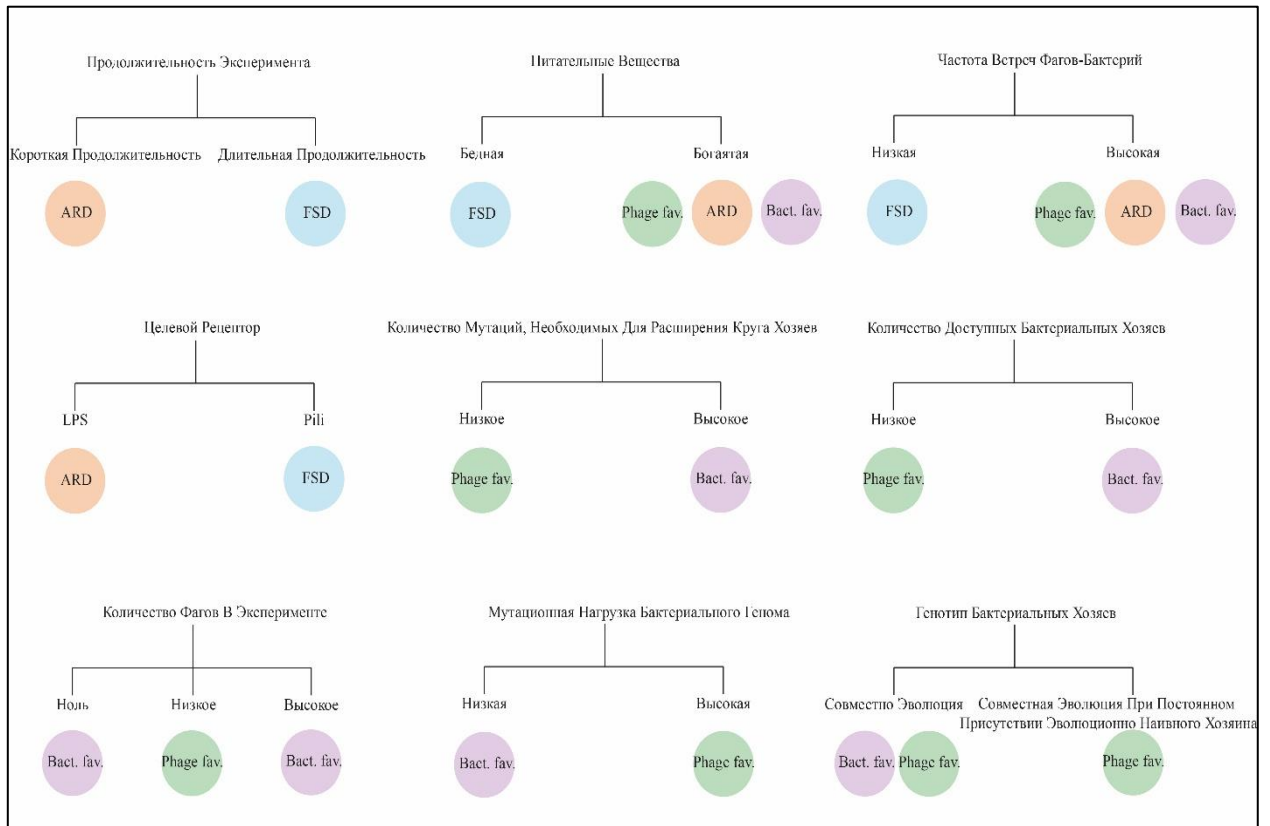 Продолжительность Эксперимента
Питательные Вещества
Частота Встреч Фагов-Бактерий
Короткая Продолжительность
Длительная Продолжительность
Бедная
Богаятая
Низкая
Высокая
ARD
FSD
FSD
Phage fav.
ARD
Bact. fav.
FSD
Phage fav.
ARD
Bact. fav.
Целевой Рецептор
Количество Мутаций, Необходимых Для Расширения Круга Хозяев
Количество Доступных Бактериальных Хозяев
LPS
Pili
Низкое
Высокое
Низкое
Высокое
ARD
FSD
Phage fav.
Bact. fav.
Phage fav.
Bact. fav.
Количество Фагов В Эксперименте
Мутационная Нагрузка Бактериального Генома
Генотип Бактериальных Хозяев
Ноль
Низкое
Высокое
Низкая
Высокая
Совместно Эволюция
Совместная Эволюция При Постоянном
Присутствии Эволюционно Наивного Хозяина
Bact. fav.
Phage fav.
Bact. fav.
Bact. fav.
Phage fav.
Bact. fav.
Phage fav.
Phage fav.